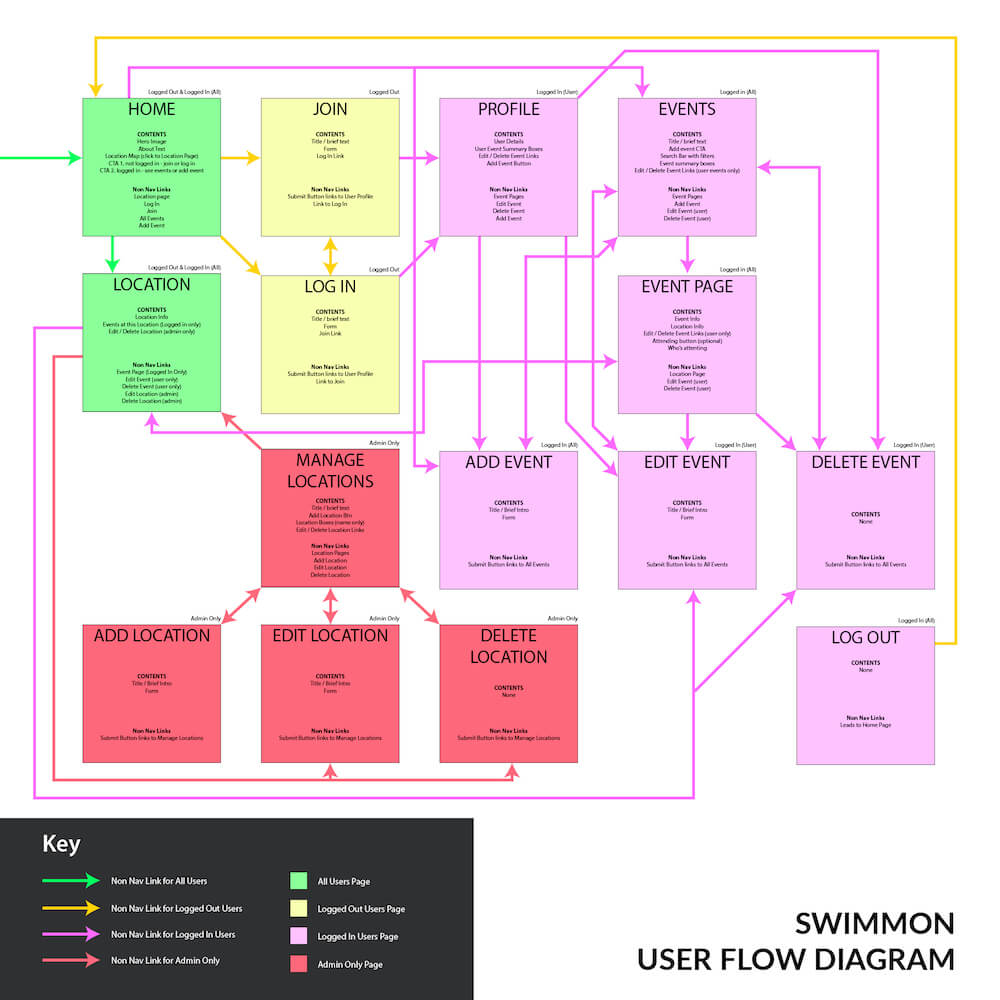 Logged Out & Logged In (All)
HOME
CONTENTS
Hero Image
About Text
Location Map (click to Location Page)
CTA 1, not logged in - join or log in
CTA 2, logged in - see events or add event
Non Nav Links
Location page
Log In
Join
All Events
Add Event
Logged Out
JOIN
CONTENTS
Title / brief text
Form
Log In Link
Non Nav Links
Submit Button links to User Profile
Link to Log In
Logged In (User)
PROFILE
CONTENTS
User Details
User Event Summary Boxes
Edit / Delete Event Links
Add Event Button
Non Nav Links
Event Pages
Edit Event
Delete Event
Add Event
Logged in (All)
EVENTS
CONTENTS
Title / brief text
Add event CTA
Search Bar with filters
Event summary boxes
Edit / Delete Event Links (user events only)
Non Nav Links
Event Pages
Add Event
Edit Event (user)
Delete Event (user)
Logged Out & Logged In (All)
LOCATION
CONTENTS
Location Info
Events at this Location (Logged in only)
Edit / Delete Location (admin only)
Non Nav Links
Event Page (Logged In Only)
Edit Event (user only)
Delete Event (user only)
Edit Location (admin)
Delete Location (admin)
Logged Out
LOG IN
CONTENTS
Title / brief text
Form
Join Link
Non Nav Links
Submit Button links to User Profile
Link to Join
Logged in (All)
EVENT PAGE
CONTENTS
Event Info
Location Info
Edit / Delete Event Links (user only)
Attending button (optional)
Who's attenting
Non Nav Links
Location Page
Edit Event (user)
Delete Event (user)
Admin Only
MANAGE
LOCATIONS
CONTENTS
Title / brief text
Add Location Btn
Location Boxes (name only)
Edit / Delete Location Links
Non Nav Links
Location Pages
Add Location
Edit Location
Delete Location
Logged In (All)
ADD EVENT
CONTENTS
Title / Brief Intro
Form
Non Nav Links
Submit Button links to All Events
Logged In (User)
EDIT EVENT
CONTENTS
Title / Brief Intro
Form
Non Nav Links
Submit Button links to All Events
Logged In (User)
DELETE EVENT
CONTENTS
None
Non Nav Links
Submit Button links to All Events
Admin Only
ADD LOCATION
CONTENTS
Title / Brief Intro
Form
Non Nav Links
Submit Button links to Manage Locations
Admin Only
EDIT LOCATION
CONTENTS
Title / Brief Intro
Form
Non Nav Links
Submit Button links to Manage Locations
Admin Only
DELETE
LOCATION
CONTENTS
None
Non Nav Links
Submit Button links to Manage Locations
Logged In (All)
LOG OUT
CONTENTS
None
Non Nav Links
Leads to Home Page
Key
Non Nav Link for All Users
Non Nav Link for Logged Out Users
Non Nav Link for Logged In Users
Non Nav Link for Admin Only
All Users Page
Logged Out Users Page
Logged In Users Page
Admin Only Page
SWIMMON
USER FLOW DIAGRAM